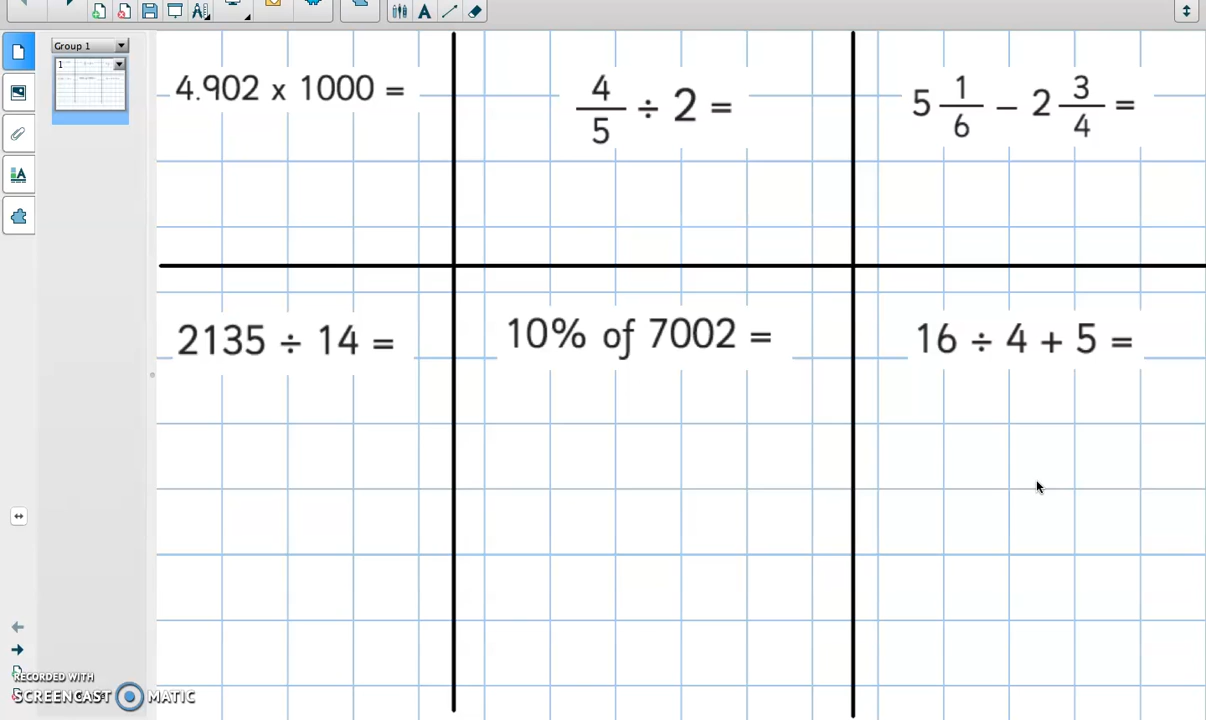 Group 1
1
4.902 x 1000 =
4/5 ÷ 2 =
5 1/6 − 2 3/4 =
2135 ÷ 14 =
10% of 7002 =
16 ÷ 4 + 5 =
RECORDED WITH
SCREENCAST MATIC